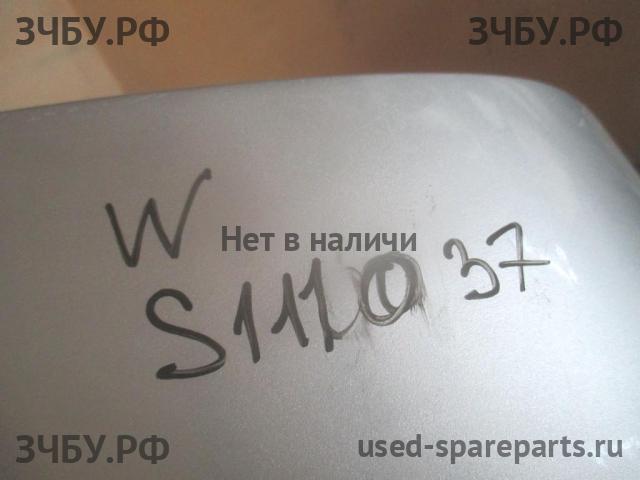 ЗЧБУ.РФ ЗЧБУ.РФ
W
Нет в наличи
37
ЗЧБУ.РФ used-spareparts.ru